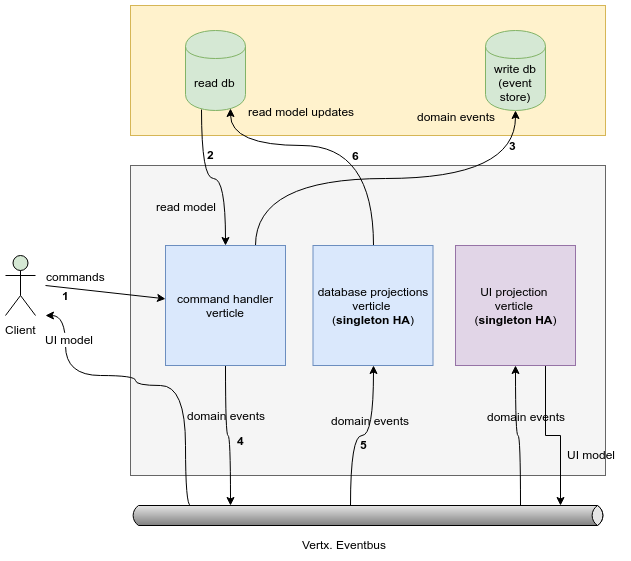 read db
write db
(event
store)
read model updates
domain events
2
6
3
read model
commands
1
command handler
verticle
database projections
verticle
(singleton HA)
UI projection
verticle
(singleton HA)
Client
UI model
domain events
4
domain events
5
domain events
UI model
Vertx. Eventbus